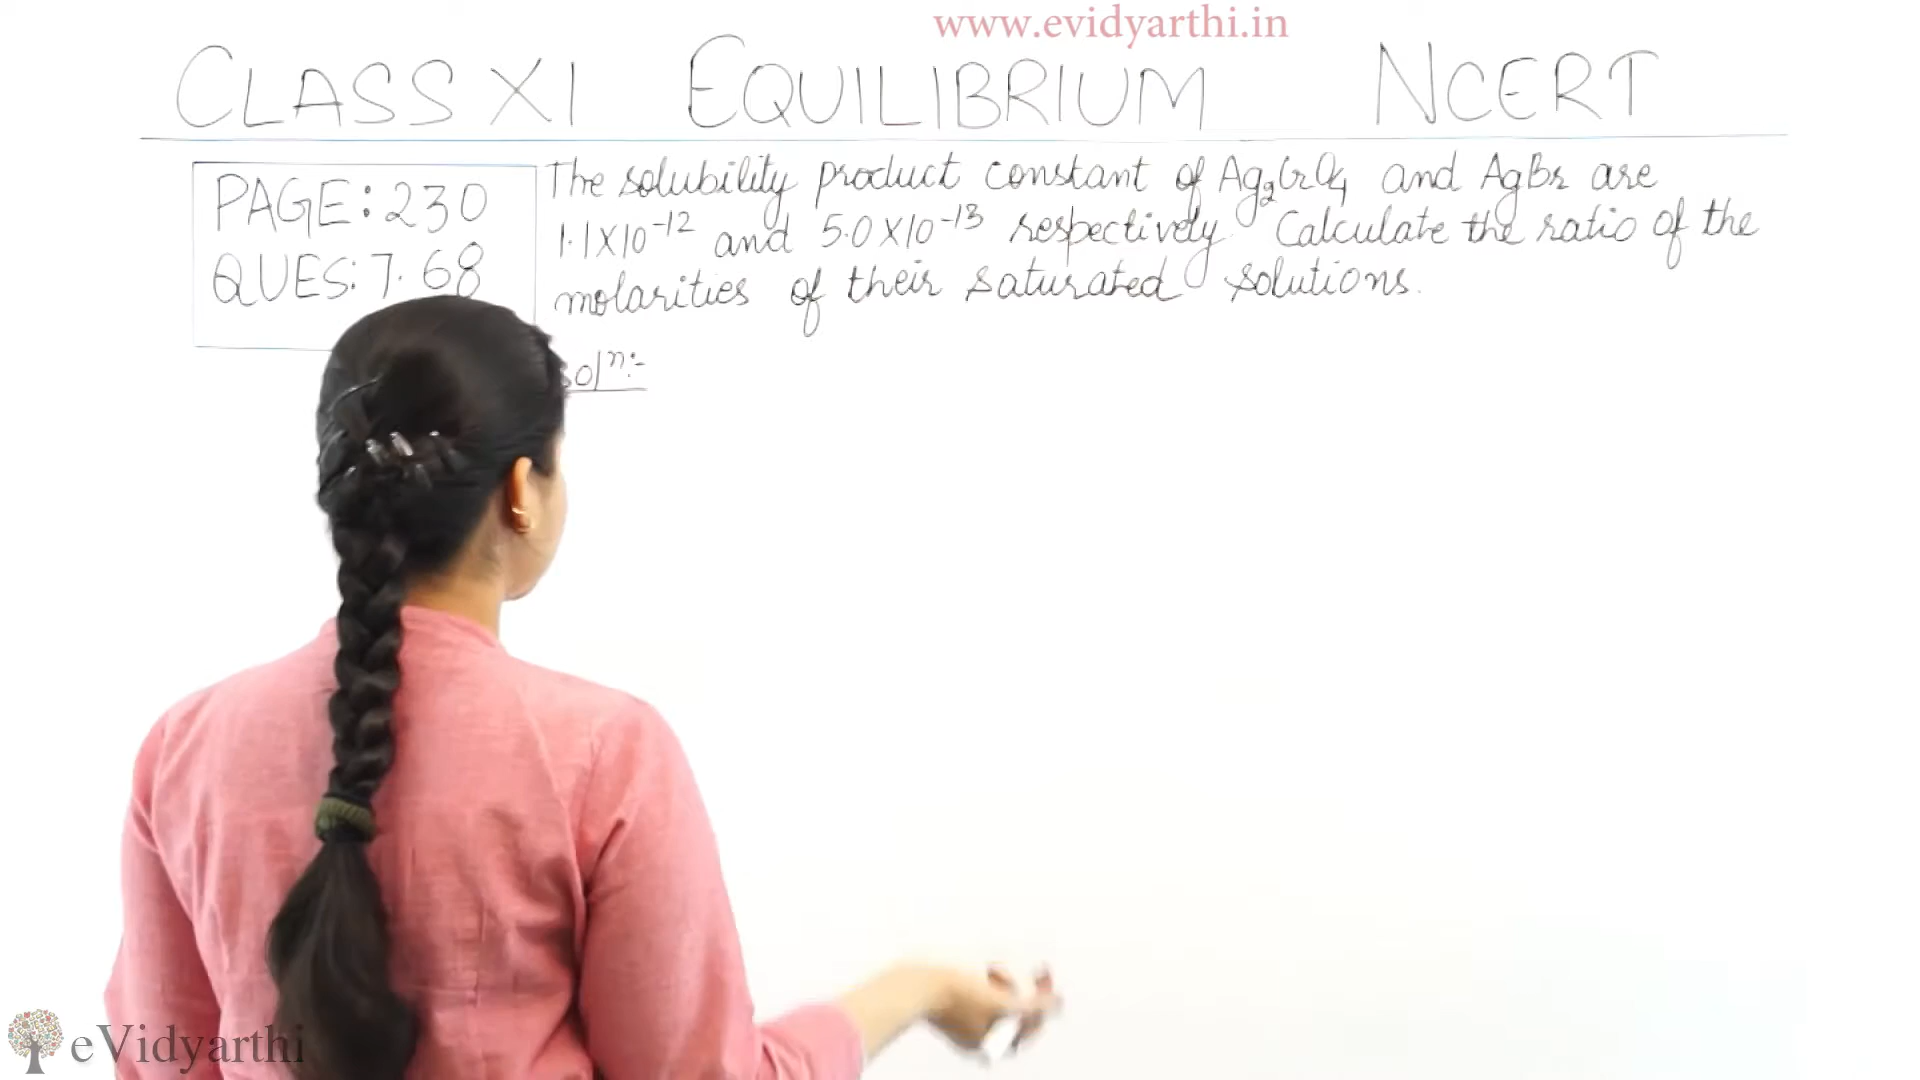 www.evidyarthi.in
CLASS XI EQUILIBRIUM NCERT
PAGE: 230
QUES: 7.68
The solubility product constant of Ag₂CrO₄ and AgBr are
1.1X10⁻¹² and 5.0X10⁻¹³ respectively. Calculate the ratio of the
molarities of their saturated solutions.
solⁿ:-
eVidyarthi